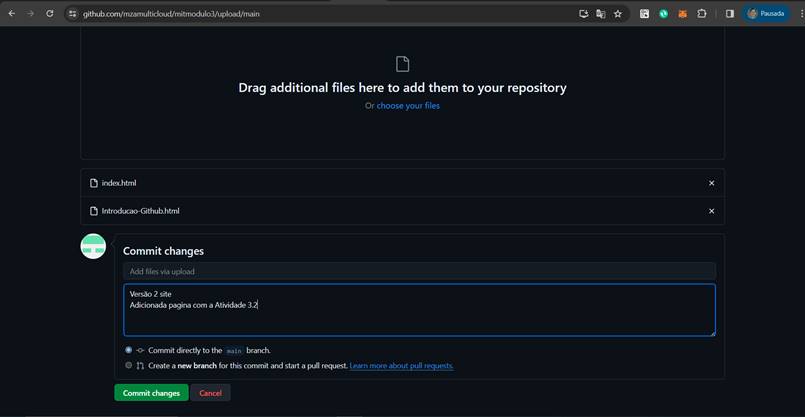 github.com/mzamulticloud/mitmodulo3/upload/main
Pausada
Drag additional files here to add them to your repository
Or choose your files
index.html
Introducao-Github.html
Commit changes
Add files via upload
Versão 2 site
Adicionada pagina com a Atividade 3.2
Commit directly to the main branch.
Create a new branch for this commit and start a pull request. Learn more about pull requests.
Commit changes
Cancel